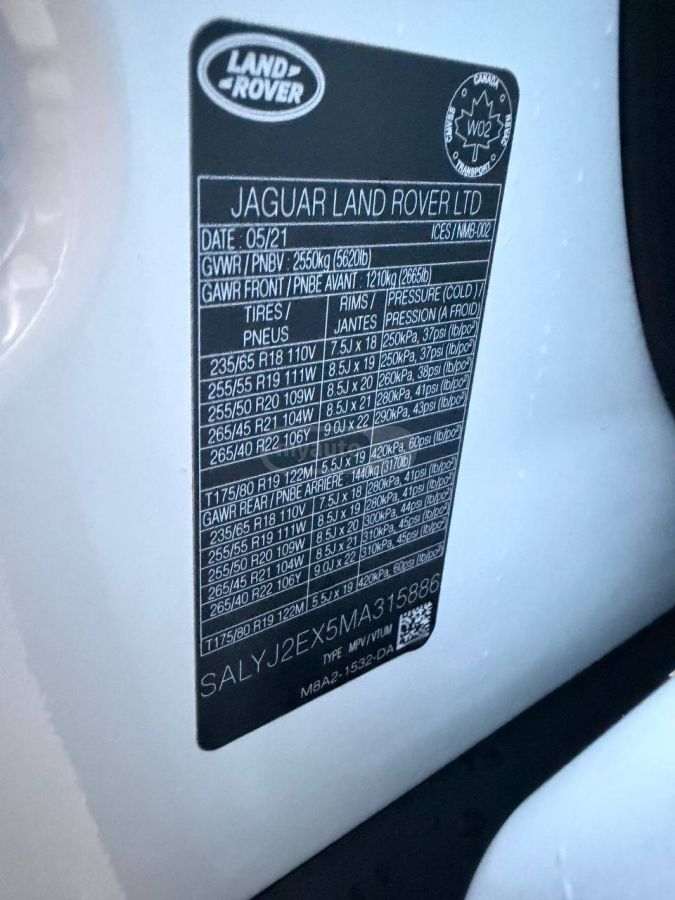 LAND
ROVER
CANADA
CMVSS
NSVAC
W02
TRANSPORT
JAGUAR LAND ROVER LTD
DATE : 05/21 ICES / NMB-002
GVWR / PNBV : 2550kg (5620lb)
GAWR FRONT / PNBE AVANT : 1210kg (2665lb)
TIRES / PNEUS RIMS / JANTES PRESSURE (COLD) / PRESSION (A FROID)
235/65 R18 110V 7.5J x 18 250kPa, 37psi (lb/po²)
255/55 R19 111W 8.5J x 19 250kPa, 37psi (lb/po²)
255/50 R20 109W 8.5J x 20 260kPa, 38psi (lb/po²)
265/45 R21 104W 8.5J x 21 280kPa, 41psi (lb/po²)
265/40 R22 106Y 9.0J x 22 290kPa, 43psi (lb/po²)
T175/80 R19 122M 5.5J x 19 420kPa, 60psi (lb/po²)
GAWR REAR / PNBE ARRIERE : 1440kg (3170lb)
235/65 R18 110V 7.5J x 18 280kPa, 41psi (lb/po²)
255/55 R19 111W 8.5J x 19 280kPa, 41psi (lb/po²)
255/50 R20 109W 8.5J x 20 300kPa, 44psi (lb/po²)
265/45 R21 104W 8.5J x 21 310kPa, 45psi (lb/po²)
265/40 R22 106Y 9.0J x 22 310kPa, 45psi (lb/po²)
T175/80 R19 122M 5.5J x 19 420kPa, 60psi (lb/po²)
SALYJ2EX5MA315886
TYPE MPV / VTUM
M8A2-1532-DA